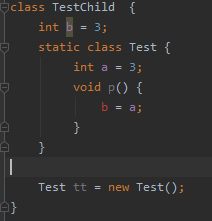 class TestChild  {
    int b = 3;
    static class Test {
        int a = 3;
        void p() {
            b = a;
        }
    }
    Test tt = new Test();
}